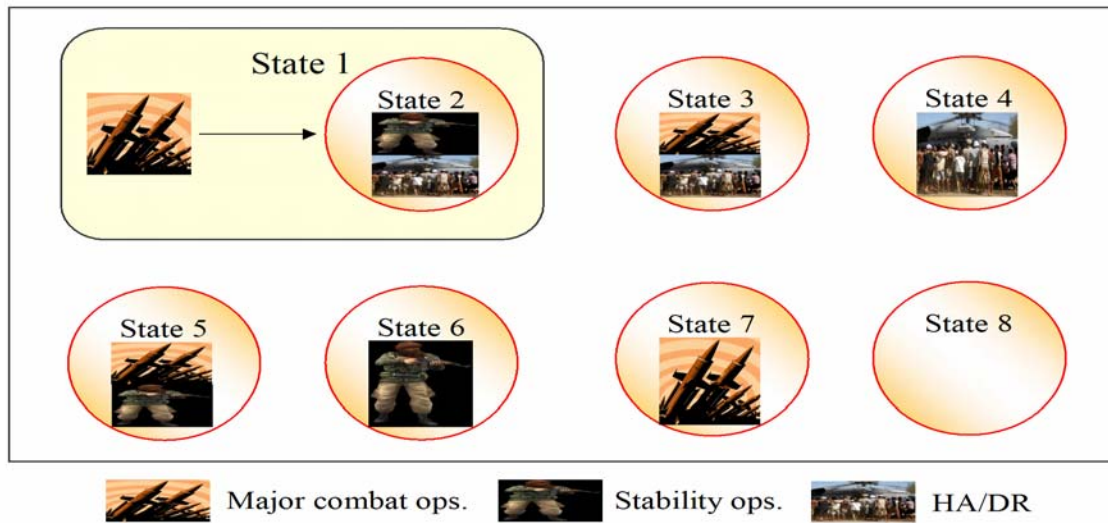 State 1
State 2
State 3
State 4
State 5
State 6
State 7
State 8
Major combat ops.
Stability ops.
HA/DR